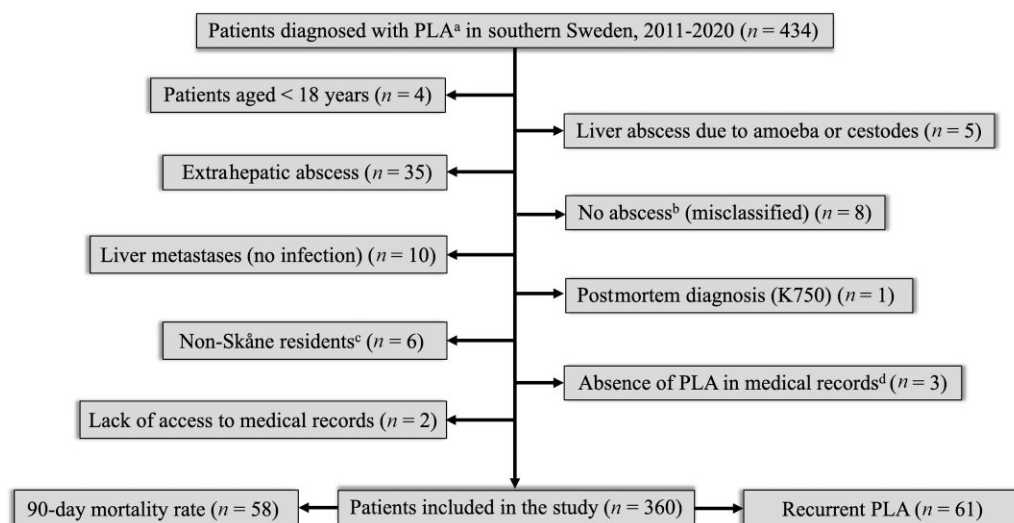 Patients diagnosed with PLAᵃ in southern Sweden, 2011-2020 (n = 434)
Patients aged < 18 years (n = 4)
Liver abscess due to amoeba or cestodes (n = 5)
Extrahepatic abscess (n = 35)
No abscessᵇ (misclassified) (n = 8)
Liver metastases (no infection) (n = 10)
Postmortem diagnosis (K750) (n = 1)
Non-Skåne residentsᶜ (n = 6)
Absence of PLA in medical recordsᵈ (n = 3)
Lack of access to medical records (n = 2)
90-day mortality rate (n = 58)
Patients included in the study (n = 360)
Recurrent PLA (n = 61)